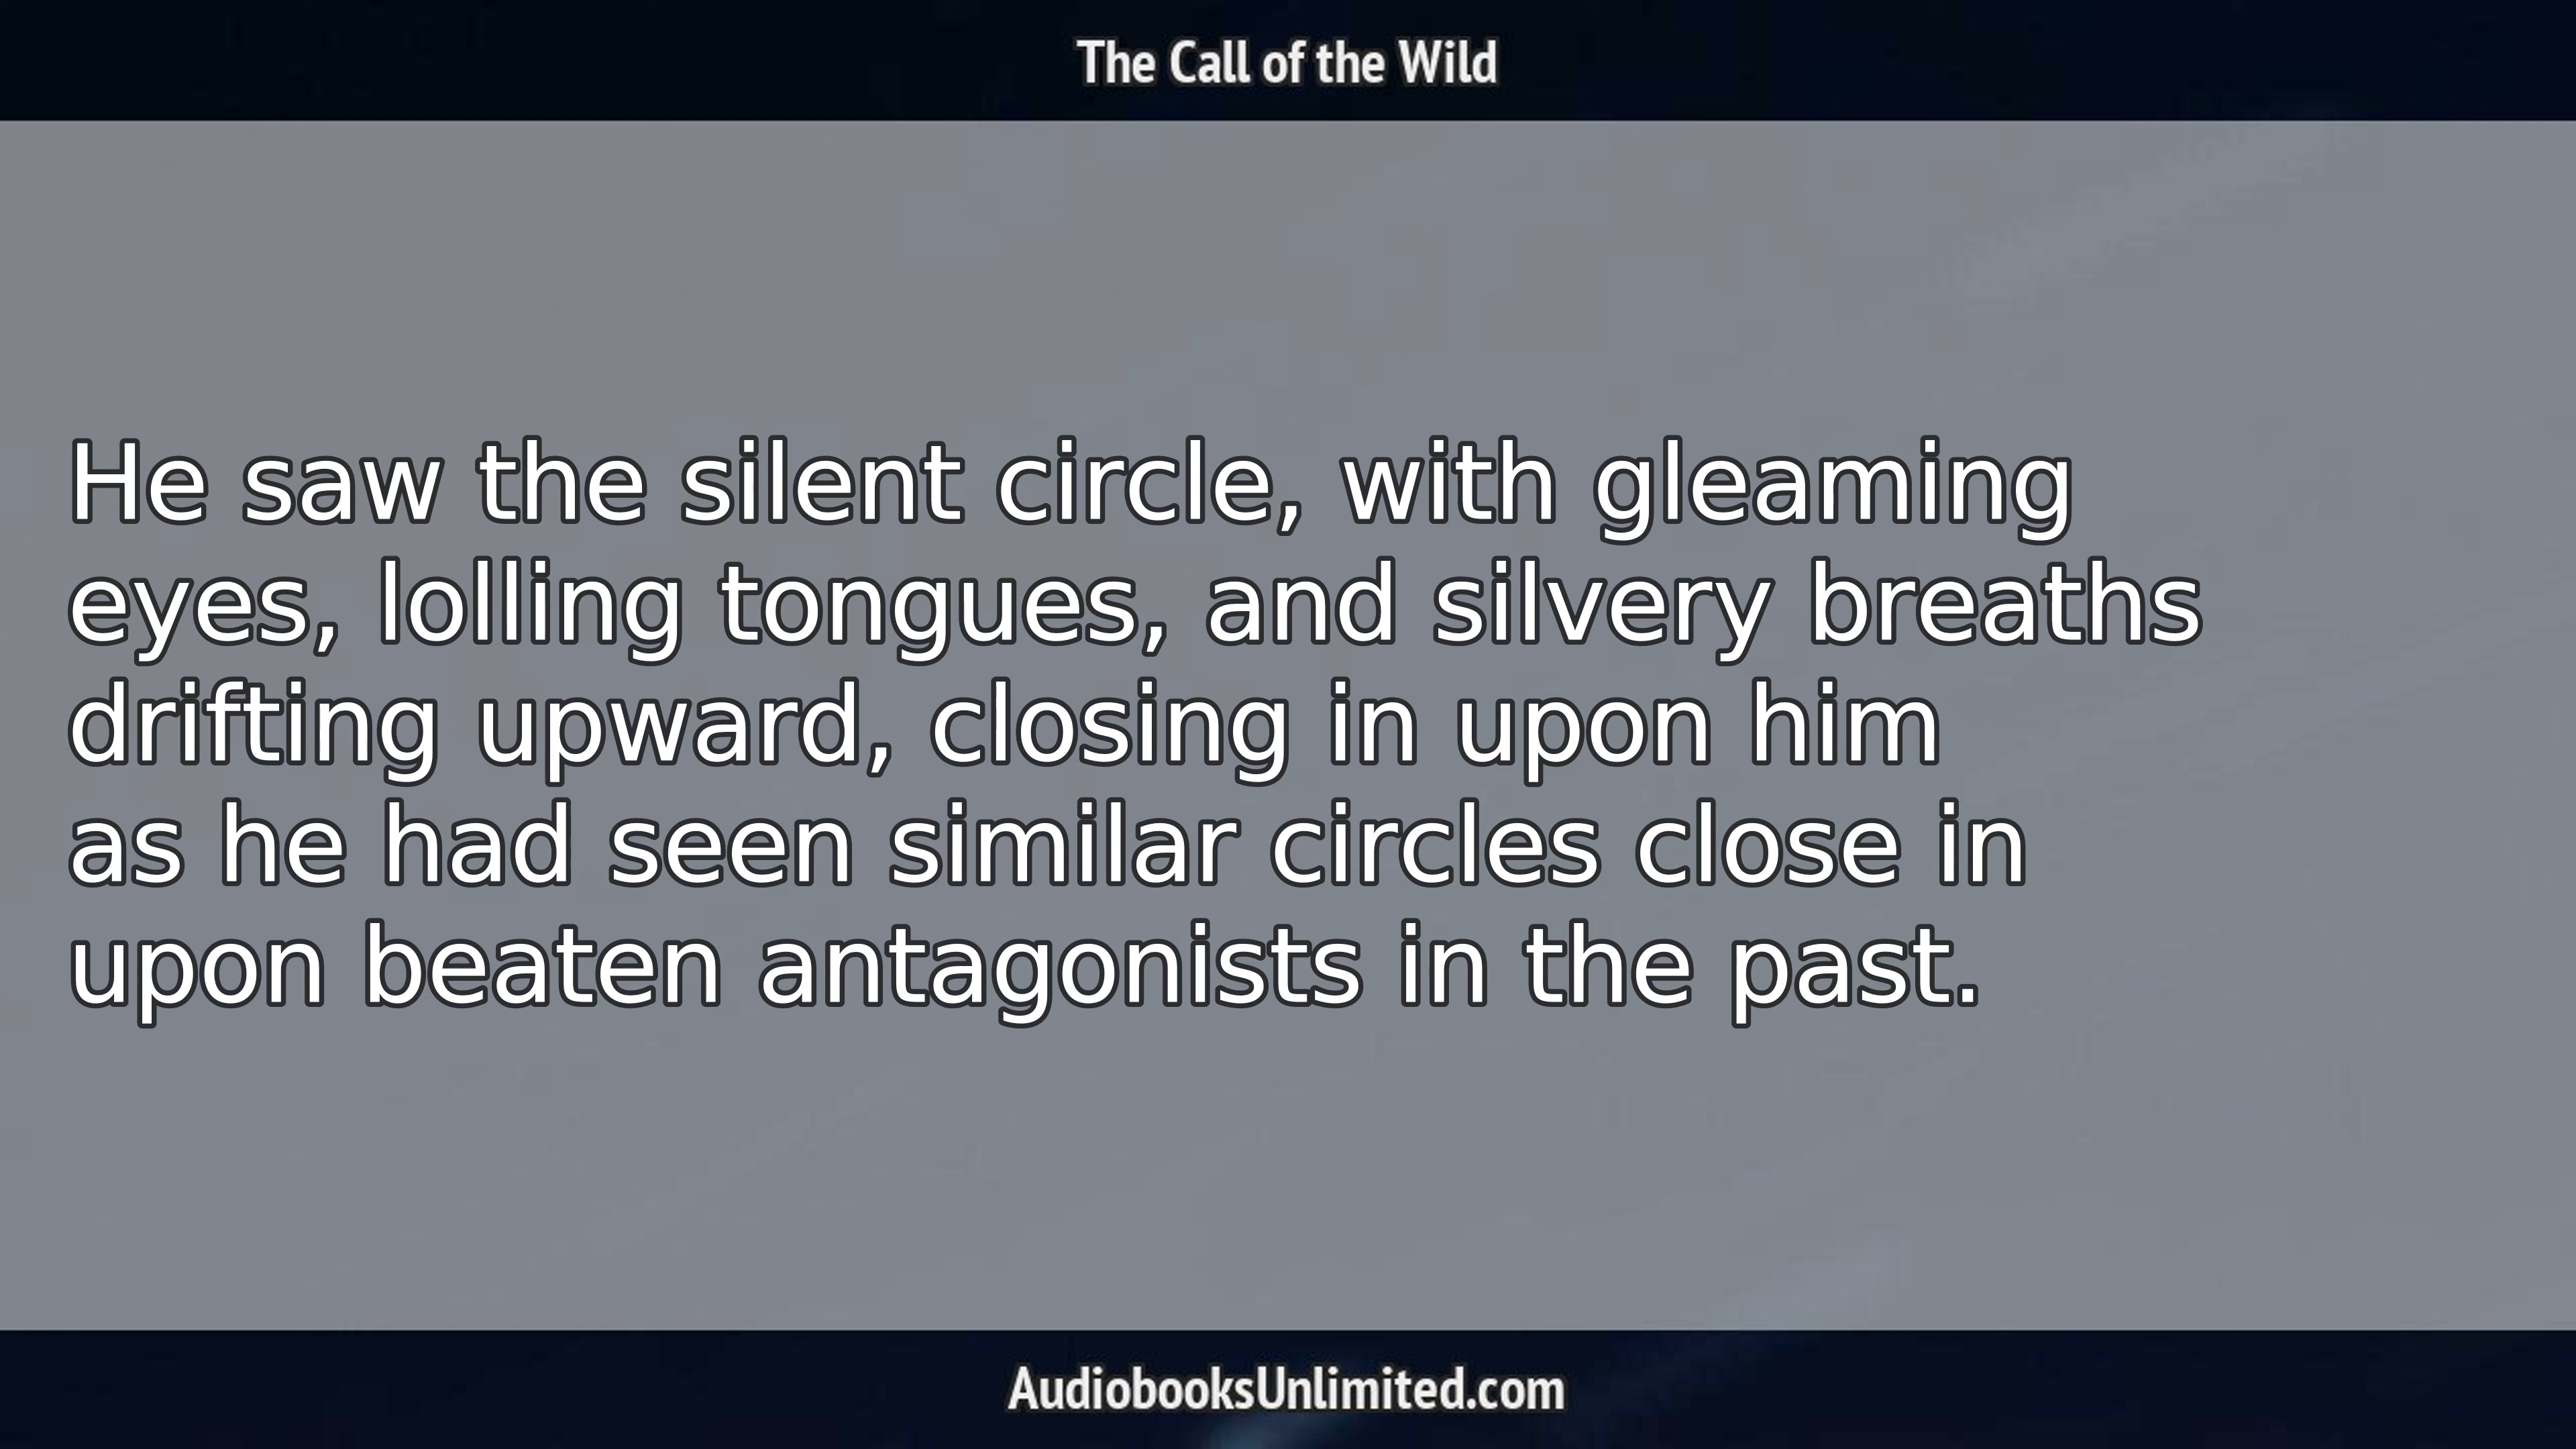 The Call of the Wild
He saw the silent circle, with gleaming
eyes, lolling tongues, and silvery breaths
drifting upward, closing in upon him
as he had seen similar circles close in
upon beaten antagonists in the past.
AudiobooksUnlimited.com